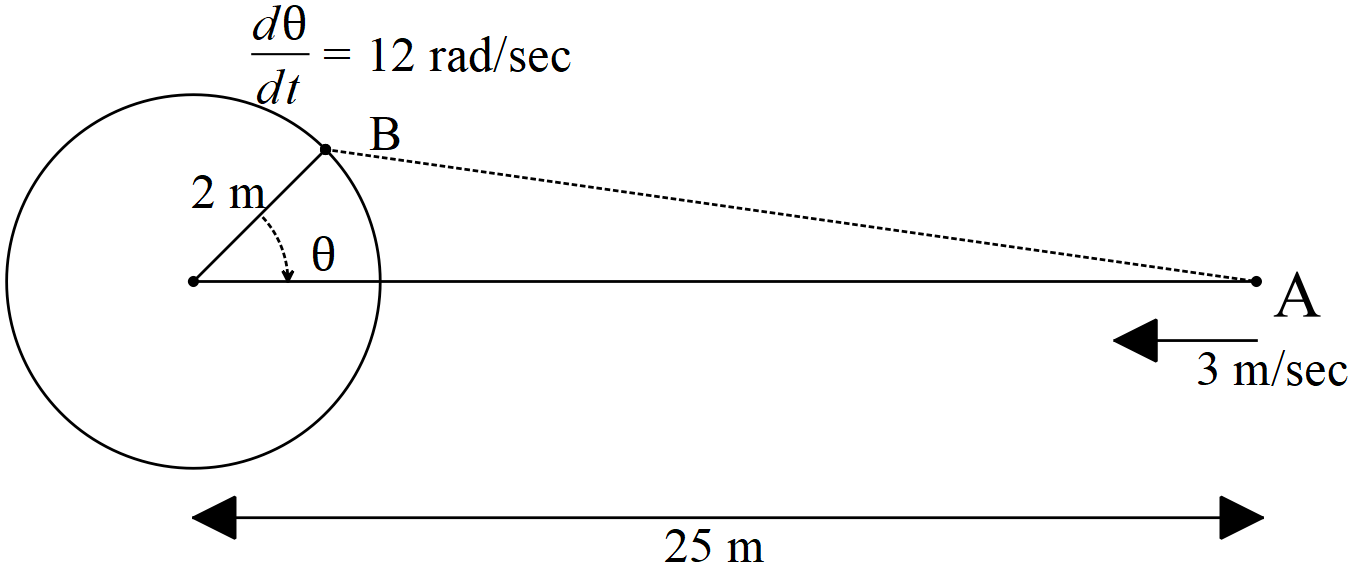 dθ/dt = 12 rad/sec
B
2 m
θ
A
3 m/sec
25 m